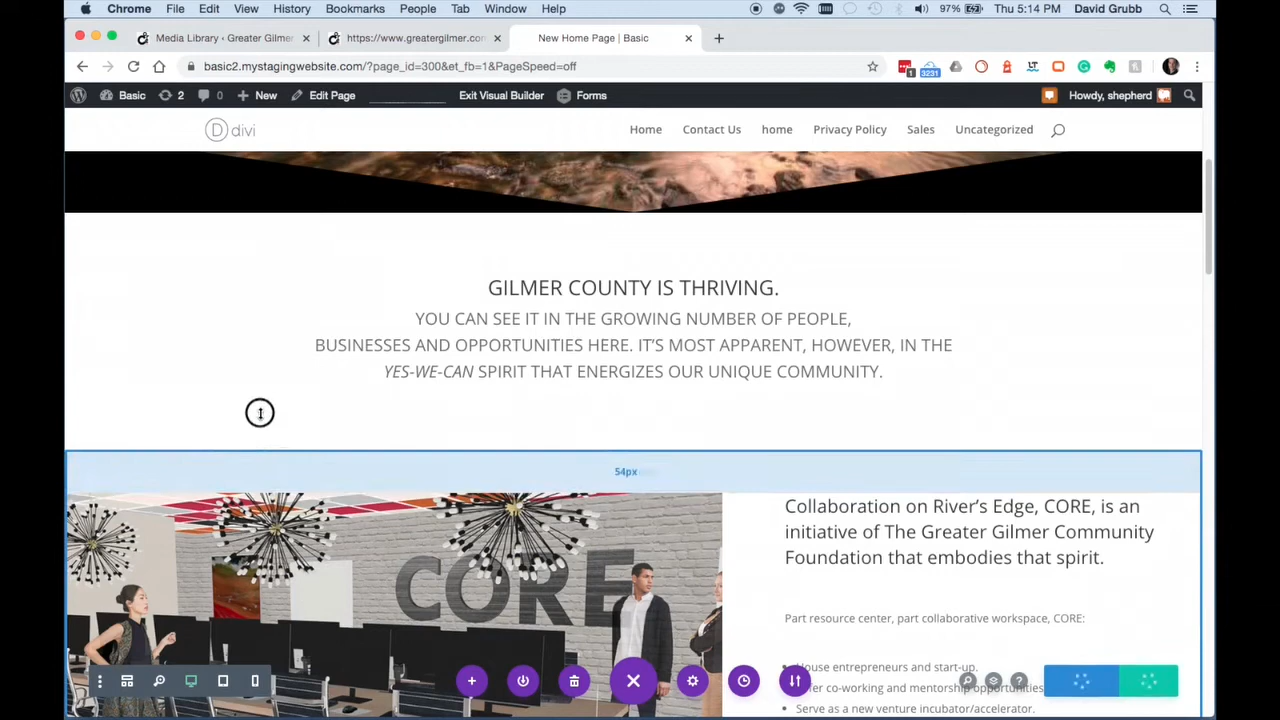 Chrome File Edit View History Bookmarks People Tab Window Help 97% Thu 5:14 PM David Grubb
Media Library ‹ Greater Gilmer
https://www.greatergilmer.con
New Home Page | Basic
basic2.mystagingwebsite.com/?page_id=300&et_fb=1&PageSpeed=off
1 3231 LT
Basic 2 0 New Edit Page Exit Visual Builder Forms Howdy, shepherd
D divi Home Contact Us home Privacy Policy Sales Uncategorized
GILMER COUNTY IS THRIVING.
YOU CAN SEE IT IN THE GROWING NUMBER OF PEOPLE,
BUSINESSES AND OPPORTUNITIES HERE. IT'S MOST APPARENT, HOWEVER, IN THE
YES-WE-CAN SPIRIT THAT ENERGIZES OUR UNIQUE COMMUNITY.
54px
CORE
Collaboration on River's Edge, CORE, is an
initiative of The Greater Gilmer Community
Foundation that embodies that spirit.
Part resource center, part collaborative workspace, CORE:
House entrepreneurs and start-up.
co-working and mentorship opportunities
Serve as a new venture incubator/accelerator.